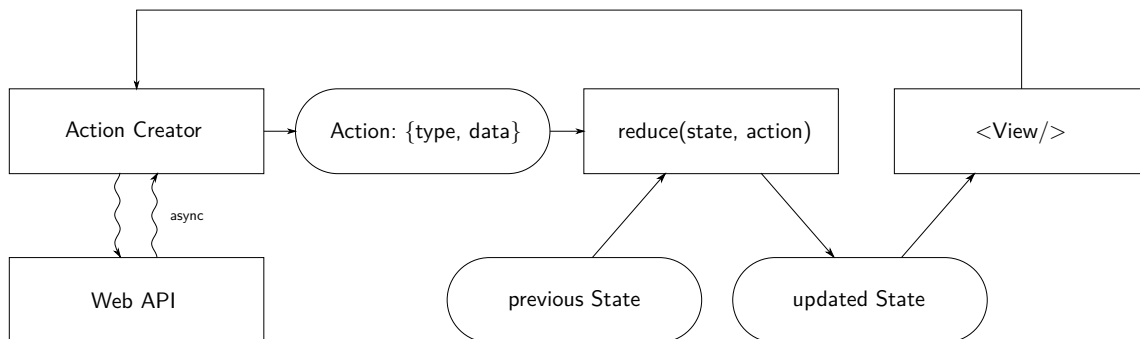 Action Creator
Action: {type, data}
reduce(state, action)
<View/>
async
Web API
previous State
updated State